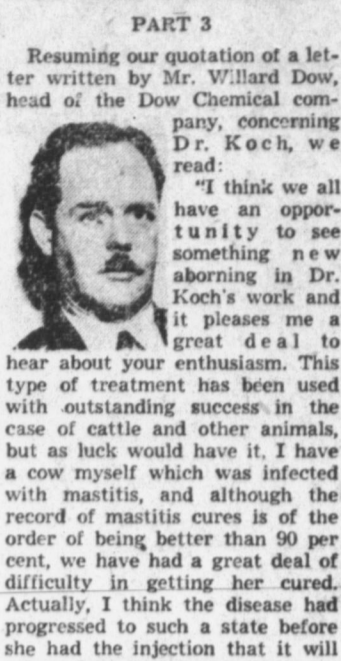 PART 3
Resuming our quotation of a let-
ter written by Mr. Willard Dow,
head of the Dow Chemical com-
pany, concerning
Dr. Koch, we
read:
"I think we all
have an oppor-
tunity to see
something new
aborning in Dr.
Koch's work and
it pleases me a
great deal to
hear about your enthusiasm. This
type of treatment has been used
with outstanding success in the
case of cattle and other animals,
but as luck would have it, I have
a cow myself which was infected
with mastitis, and although the
record of mastitis cures is of the
order of being better than 90 per
cent, we have had a great deal of
difficulty in getting her cured.
Actually, I think the disease had
progressed to such a state before
she had the injection that it will